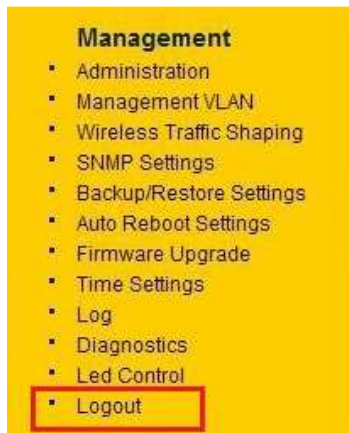 Management
Administration
Management VLAN
Wireless Traffic Shaping
SNMP Settings
Backup/Restore Settings
Auto Reboot Settings
Firmware Upgrade
Time Settings
Log
Diagnostics
Led Control
Logout